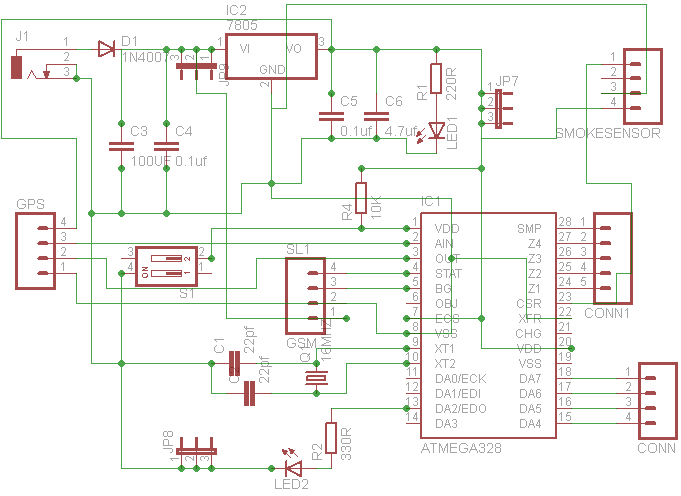 IC2
7805
J1
1
2
3
D1
1N4007
3
2
1
JP9
1
VI
VO
3
GND
2
R1
220R
LED1
1
2
3
JP7
1
2
3
4
SMOKESENSOR
C3
100UF
C4
0.1uf
C5
0.1uf
C6
4.7uf
R4
10K
GPS
4
3
2
1
3
4
ON
2
1
2
1
S1
SL1
4
3
2
1
GSM
IC1
1 VDD SMP 28
2 AIN Z4 27
3 OUT Z3 26
4 STAT Z2 25
5 BG Z1 24
6 OBJ CSR 23
7 ECS XFR 22
8 VSS CHG 21
9 XT1 VDD 20
10 XT2 VSS 19
11 DA0/ECK DA7 18
12 DA1/EDI DA6 17
13 DA2/EDO DA5 16
14 DA3 DA4 15
ATMEGA328
1
2
3
4
5
CONN1
1
2
3
4
CONN
C1
22pf
C2
22pf
Q1
16MHZ
JP8
1
2
3
LED2
R2
330R